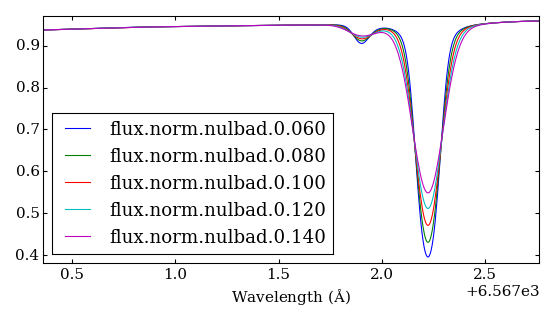 0.9
0.8
0.7
0.6
0.5
0.4
flux.norm.nulbad.0.060
flux.norm.nulbad.0.080
flux.norm.nulbad.0.100
flux.norm.nulbad.0.120
flux.norm.nulbad.0.140
0.5 1.0 1.5 2.0 2.5
+6.567e3
Wavelength (Å)